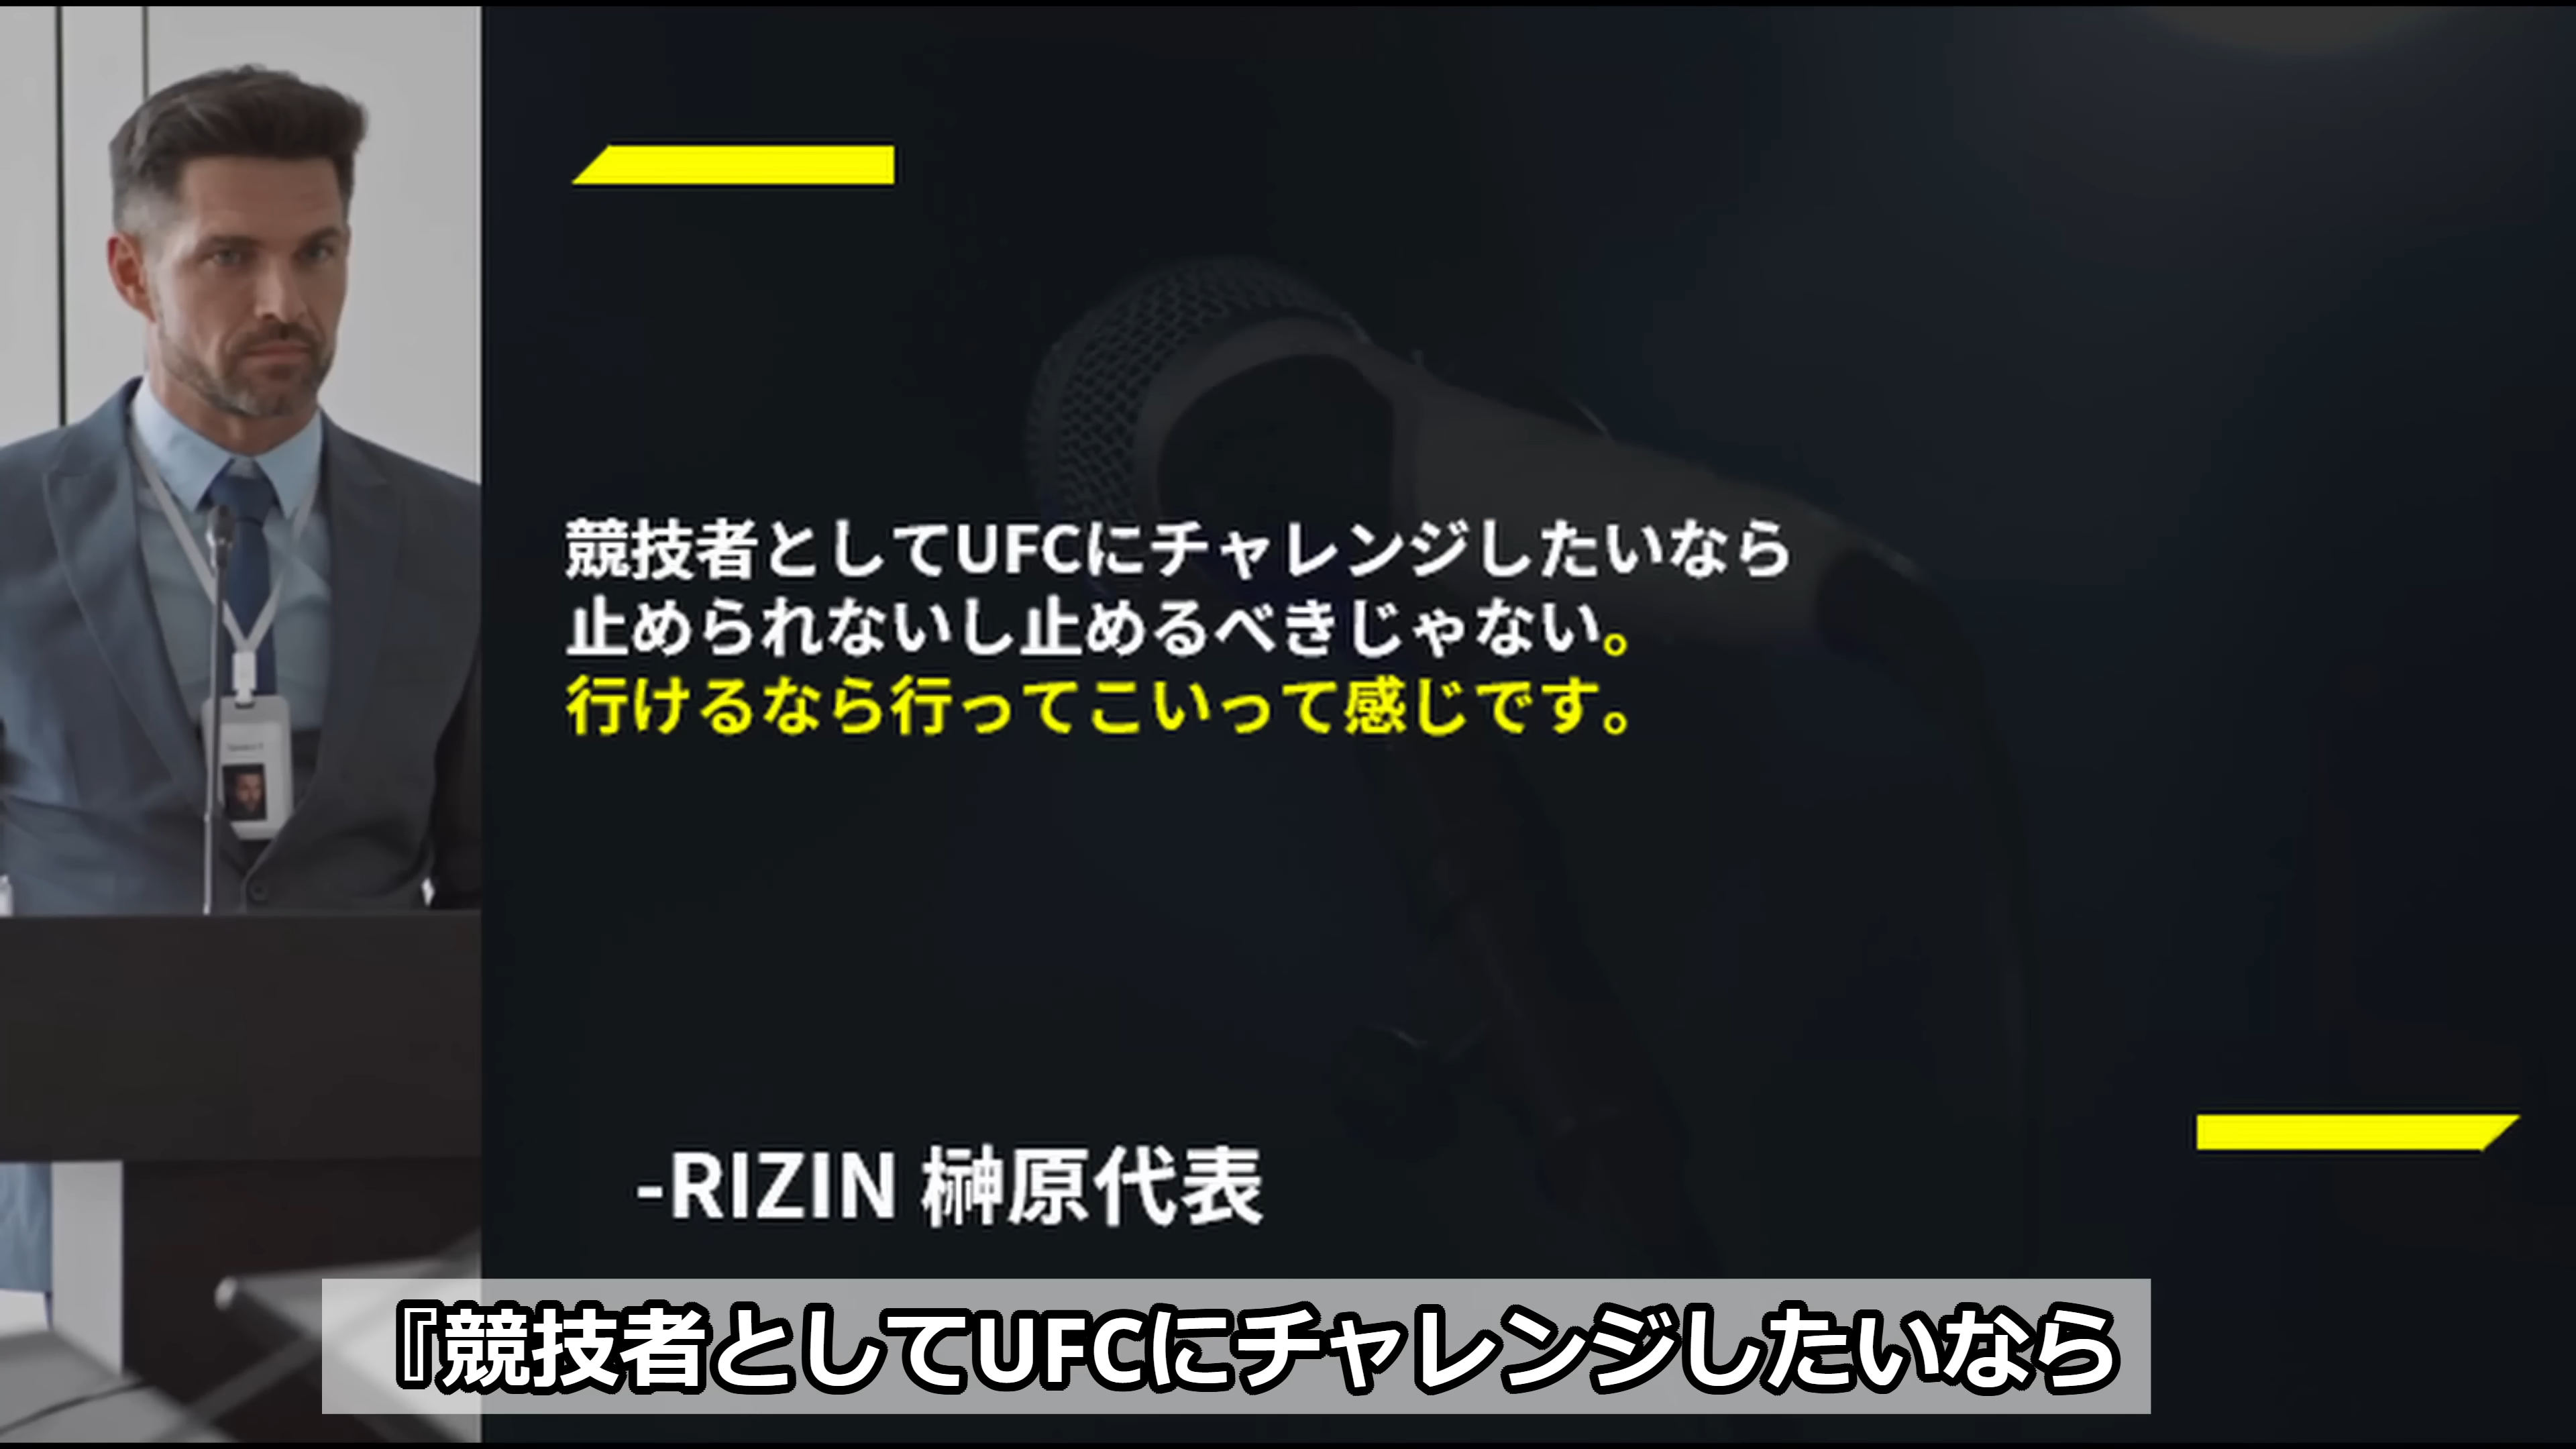 競技者としてUFCにチャレンジしたいなら
止められないし止めるべきじゃない。
行けるなら行ってこいって感じです。
-RIZIN 榊原代表
『競技者としてUFCにチャレンジしたいなら